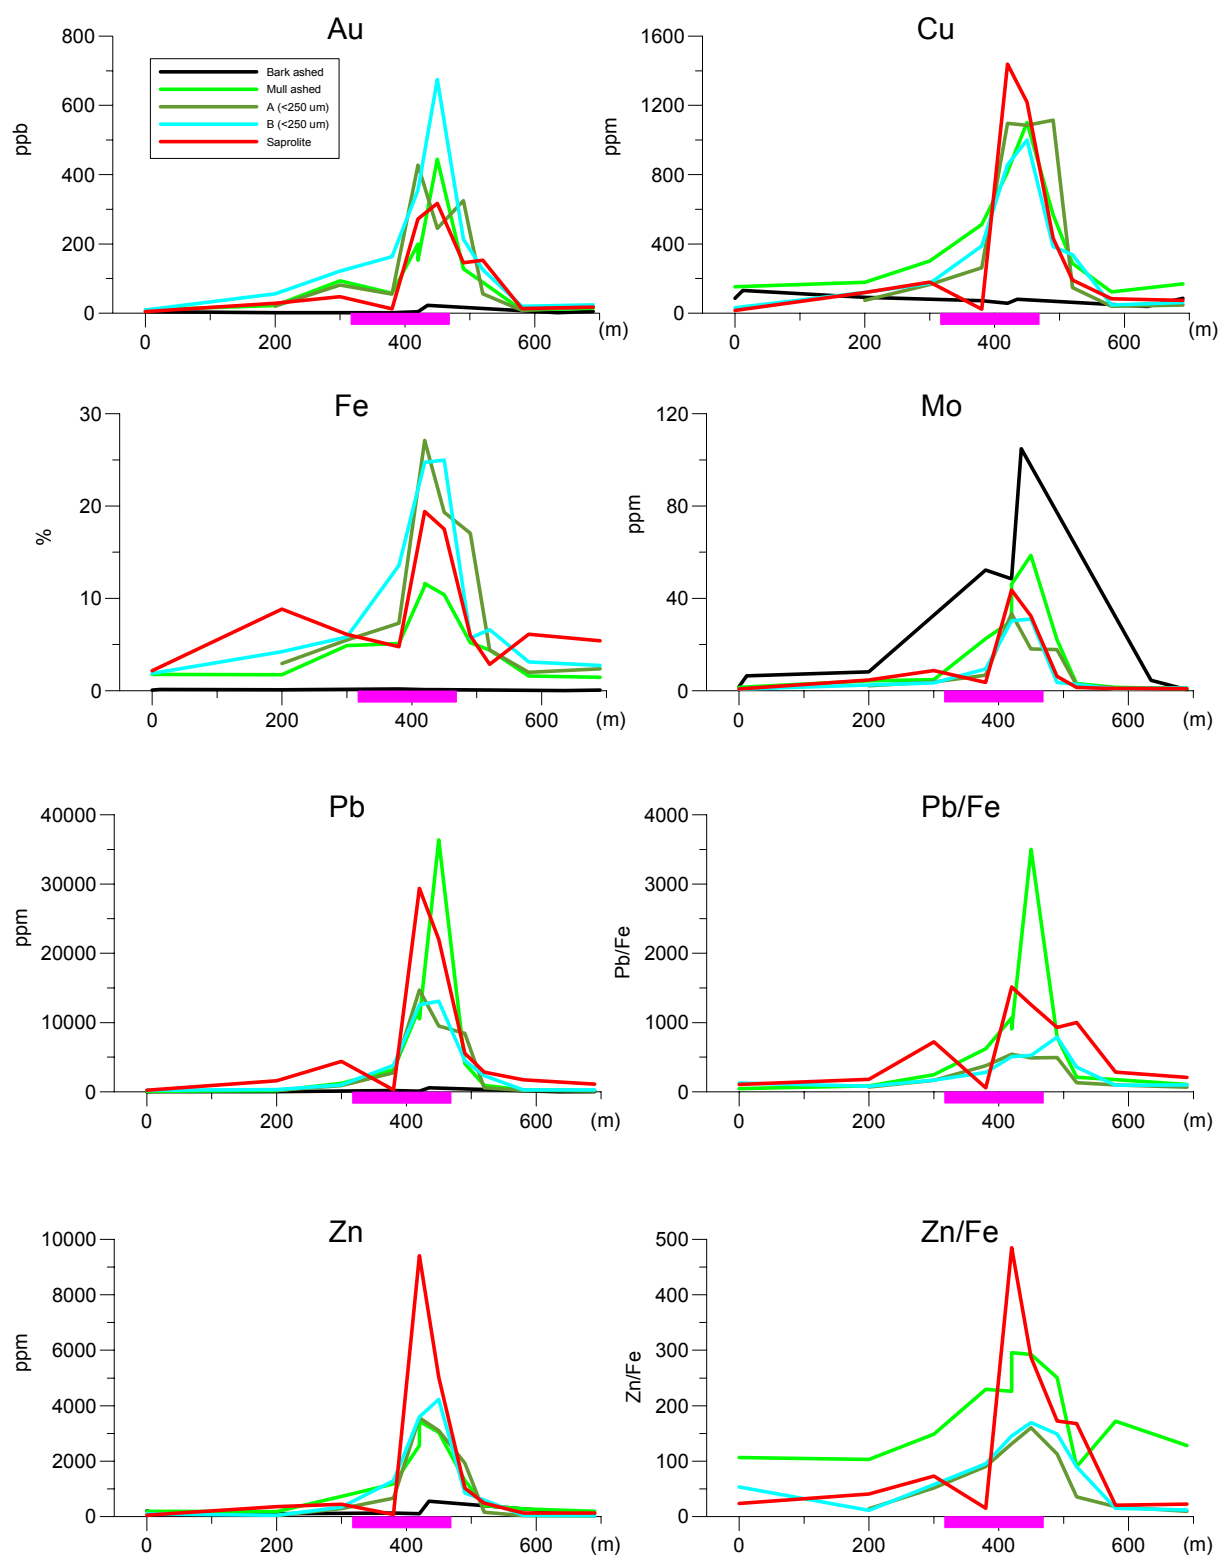 Au
800
600
400
200
0
ppb
Bark ashed
Mull ashed
A (<250 um)
B (<250 um)
Saprolite
0
200
400
600
(m)
Cu
1600
1200
800
400
0
ppm
0
200
400
600
(m)
Fe
30
20
10
0
%
0
200
400
600
(m)
Mo
120
80
40
0
ppm
0
200
400
600
(m)
Pb
40000
30000
20000
10000
0
ppm
0
200
400
600
(m)
Pb/Fe
4000
3000
2000
1000
0
Pb/Fe
0
200
400
600
(m)
Zn
10000
8000
6000
4000
2000
0
ppm
0
200
400
600
(m)
Zn/Fe
500
400
300
200
100
0
Zn/Fe
0
200
400
600
(m)